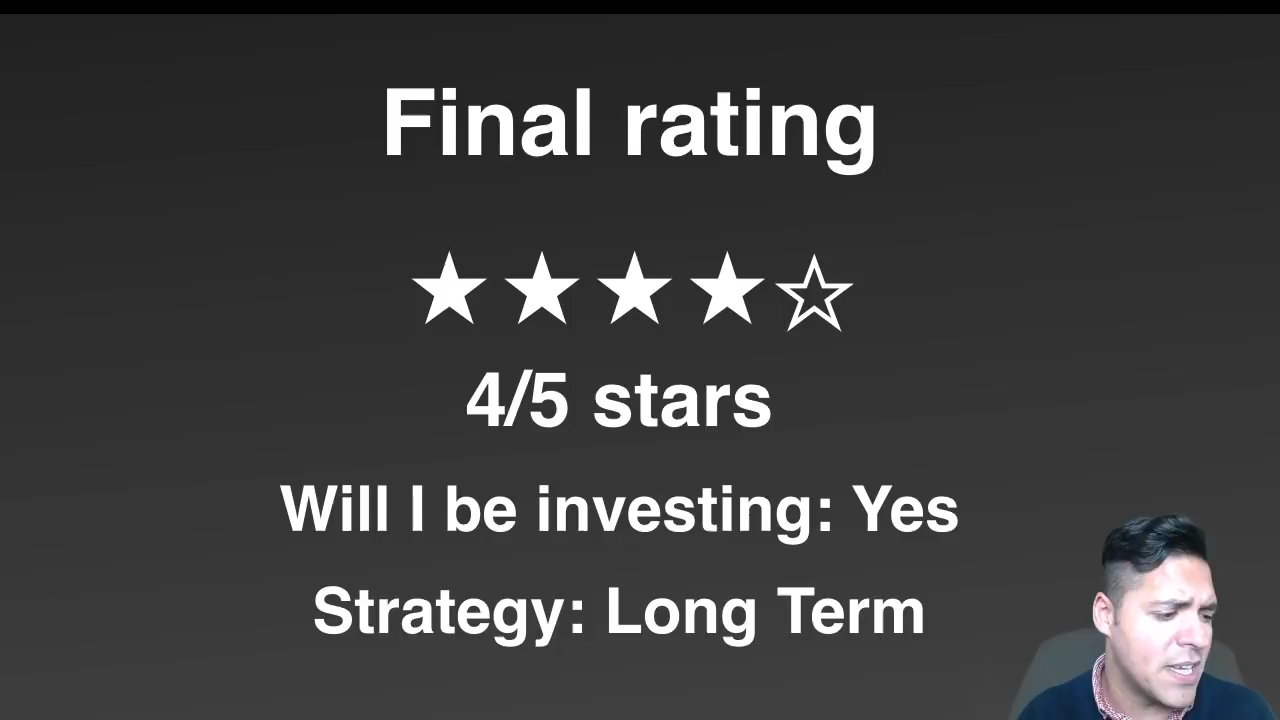 Final rating
★★★★☆
4/5 stars
Will I be investing: Yes
Strategy: Long Term